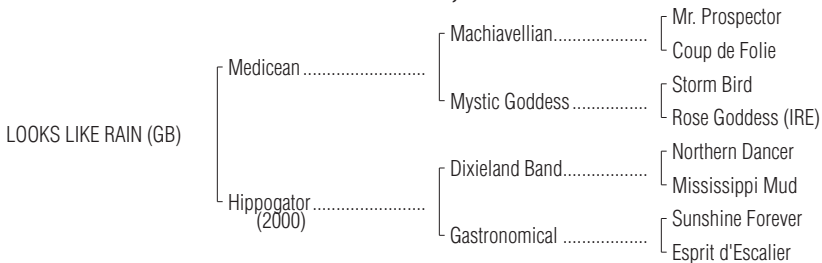 Mr. Prospector
Machiavellian....................
Coup de Folie
Medicean ..........................
Storm Bird
Mystic Goddess................
Rose Goddess (IRE)
LOOKS LIKE RAIN (GB)
Northern Dancer
Dixieland Band..................
Mississippi Mud
Hippogator ........................
(2000)
Sunshine Forever
Gastronomical ..................
Esprit d'Escalier